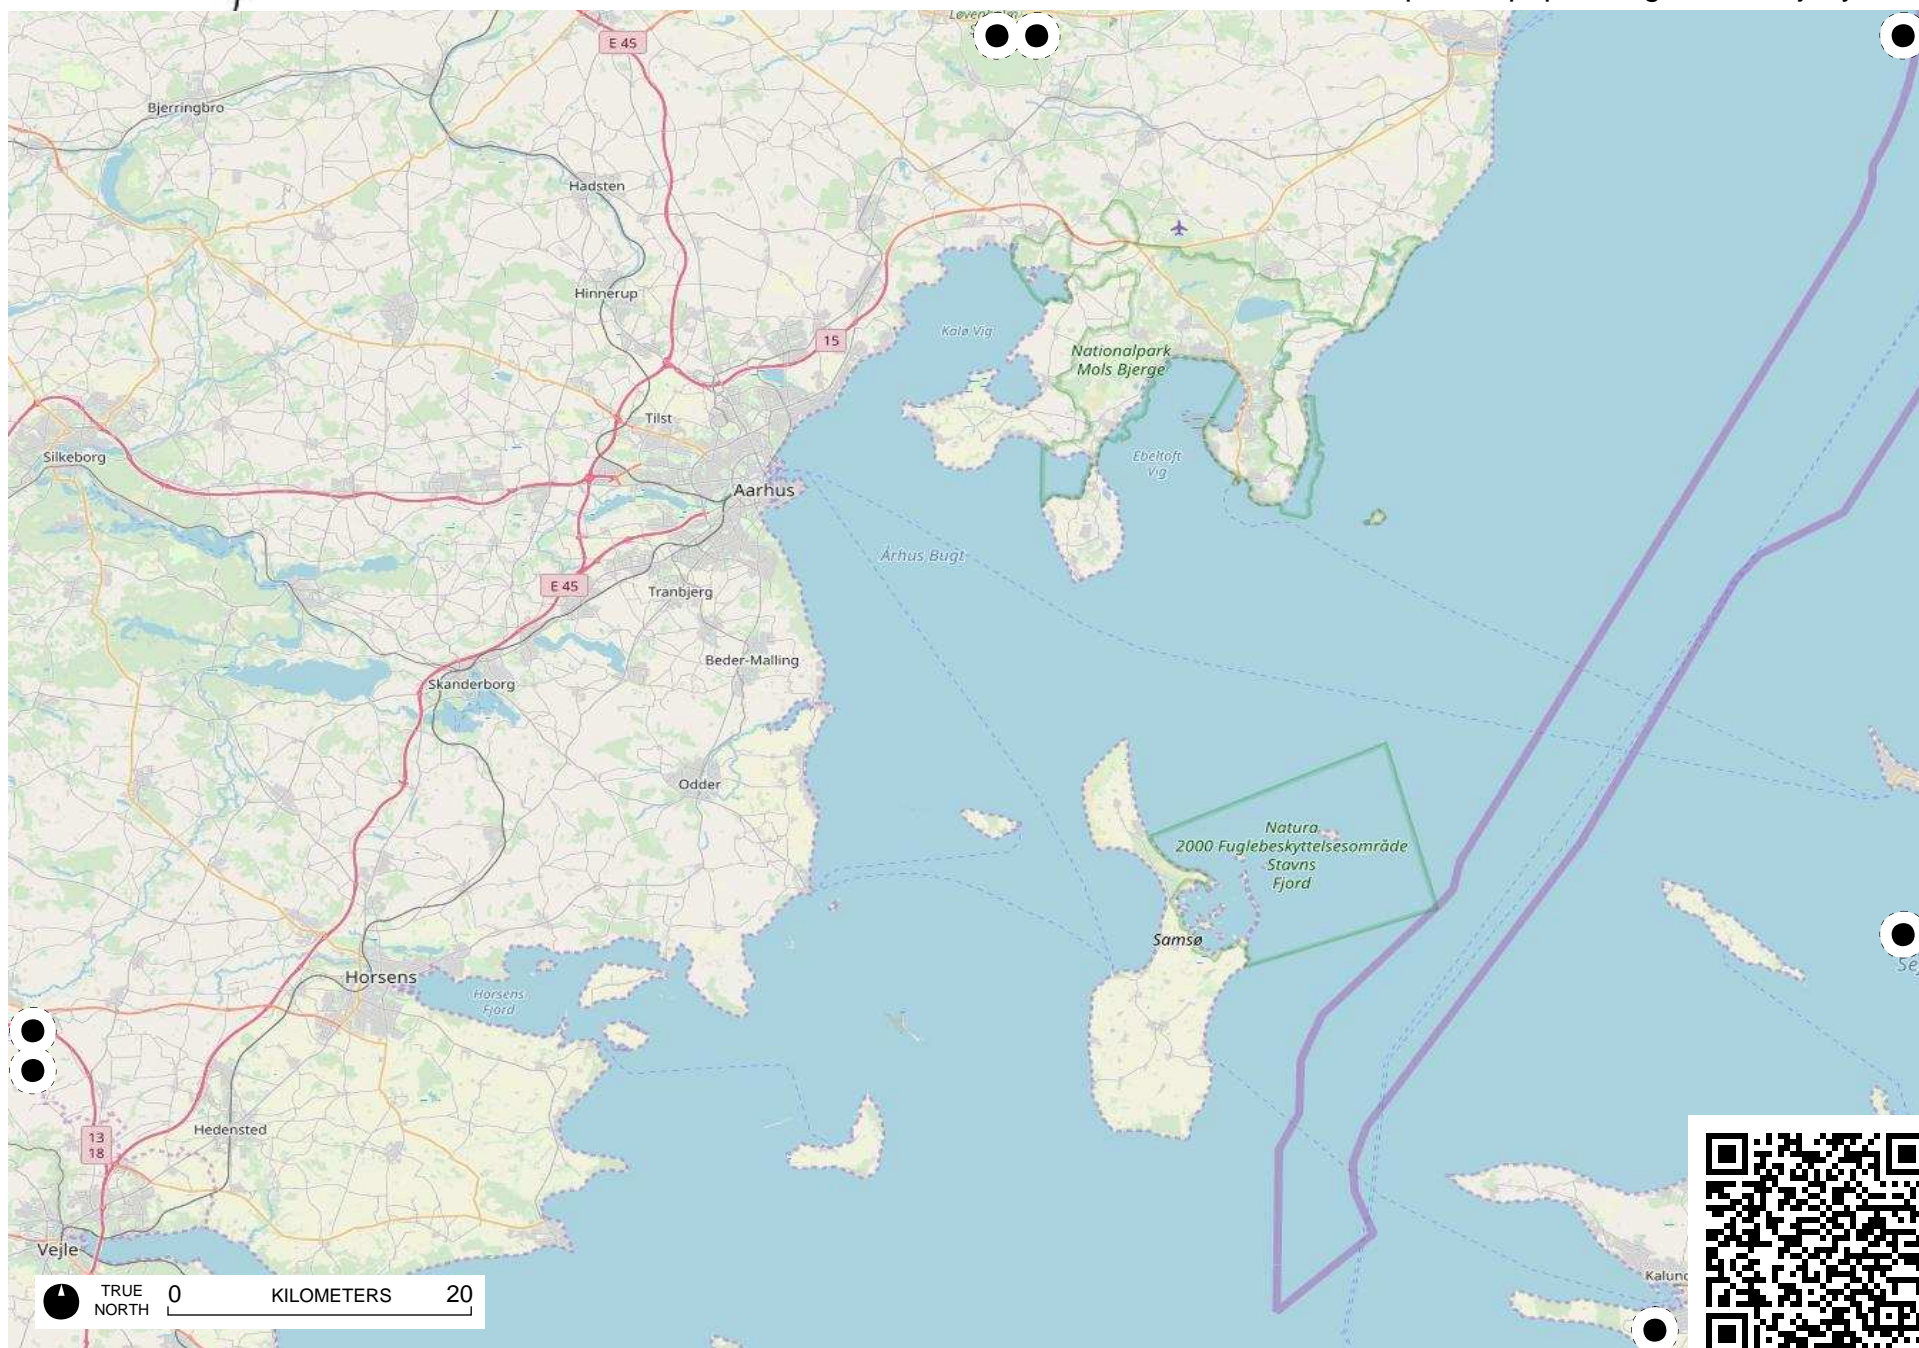 E 45
Bjerringbro
Hadsten
Hinnerup
Kalø Vig
15
Nationalpark
Mols Bjerge
Tilst
Silkeborg
Ebeltoft
Vig
Aarhus
Århus Bugt
E 45
Tranbjerg
Beder-Malling
Skanderborg
Odder
Natura
2000 Fuglebeskyttelsesområde
Stavns
Fjord
Samsø
Horsens
Horsens
Fjord
Hedensted
13
18
Vejle
Kalund
TRUE
NORTH
0 KILOMETERS 20